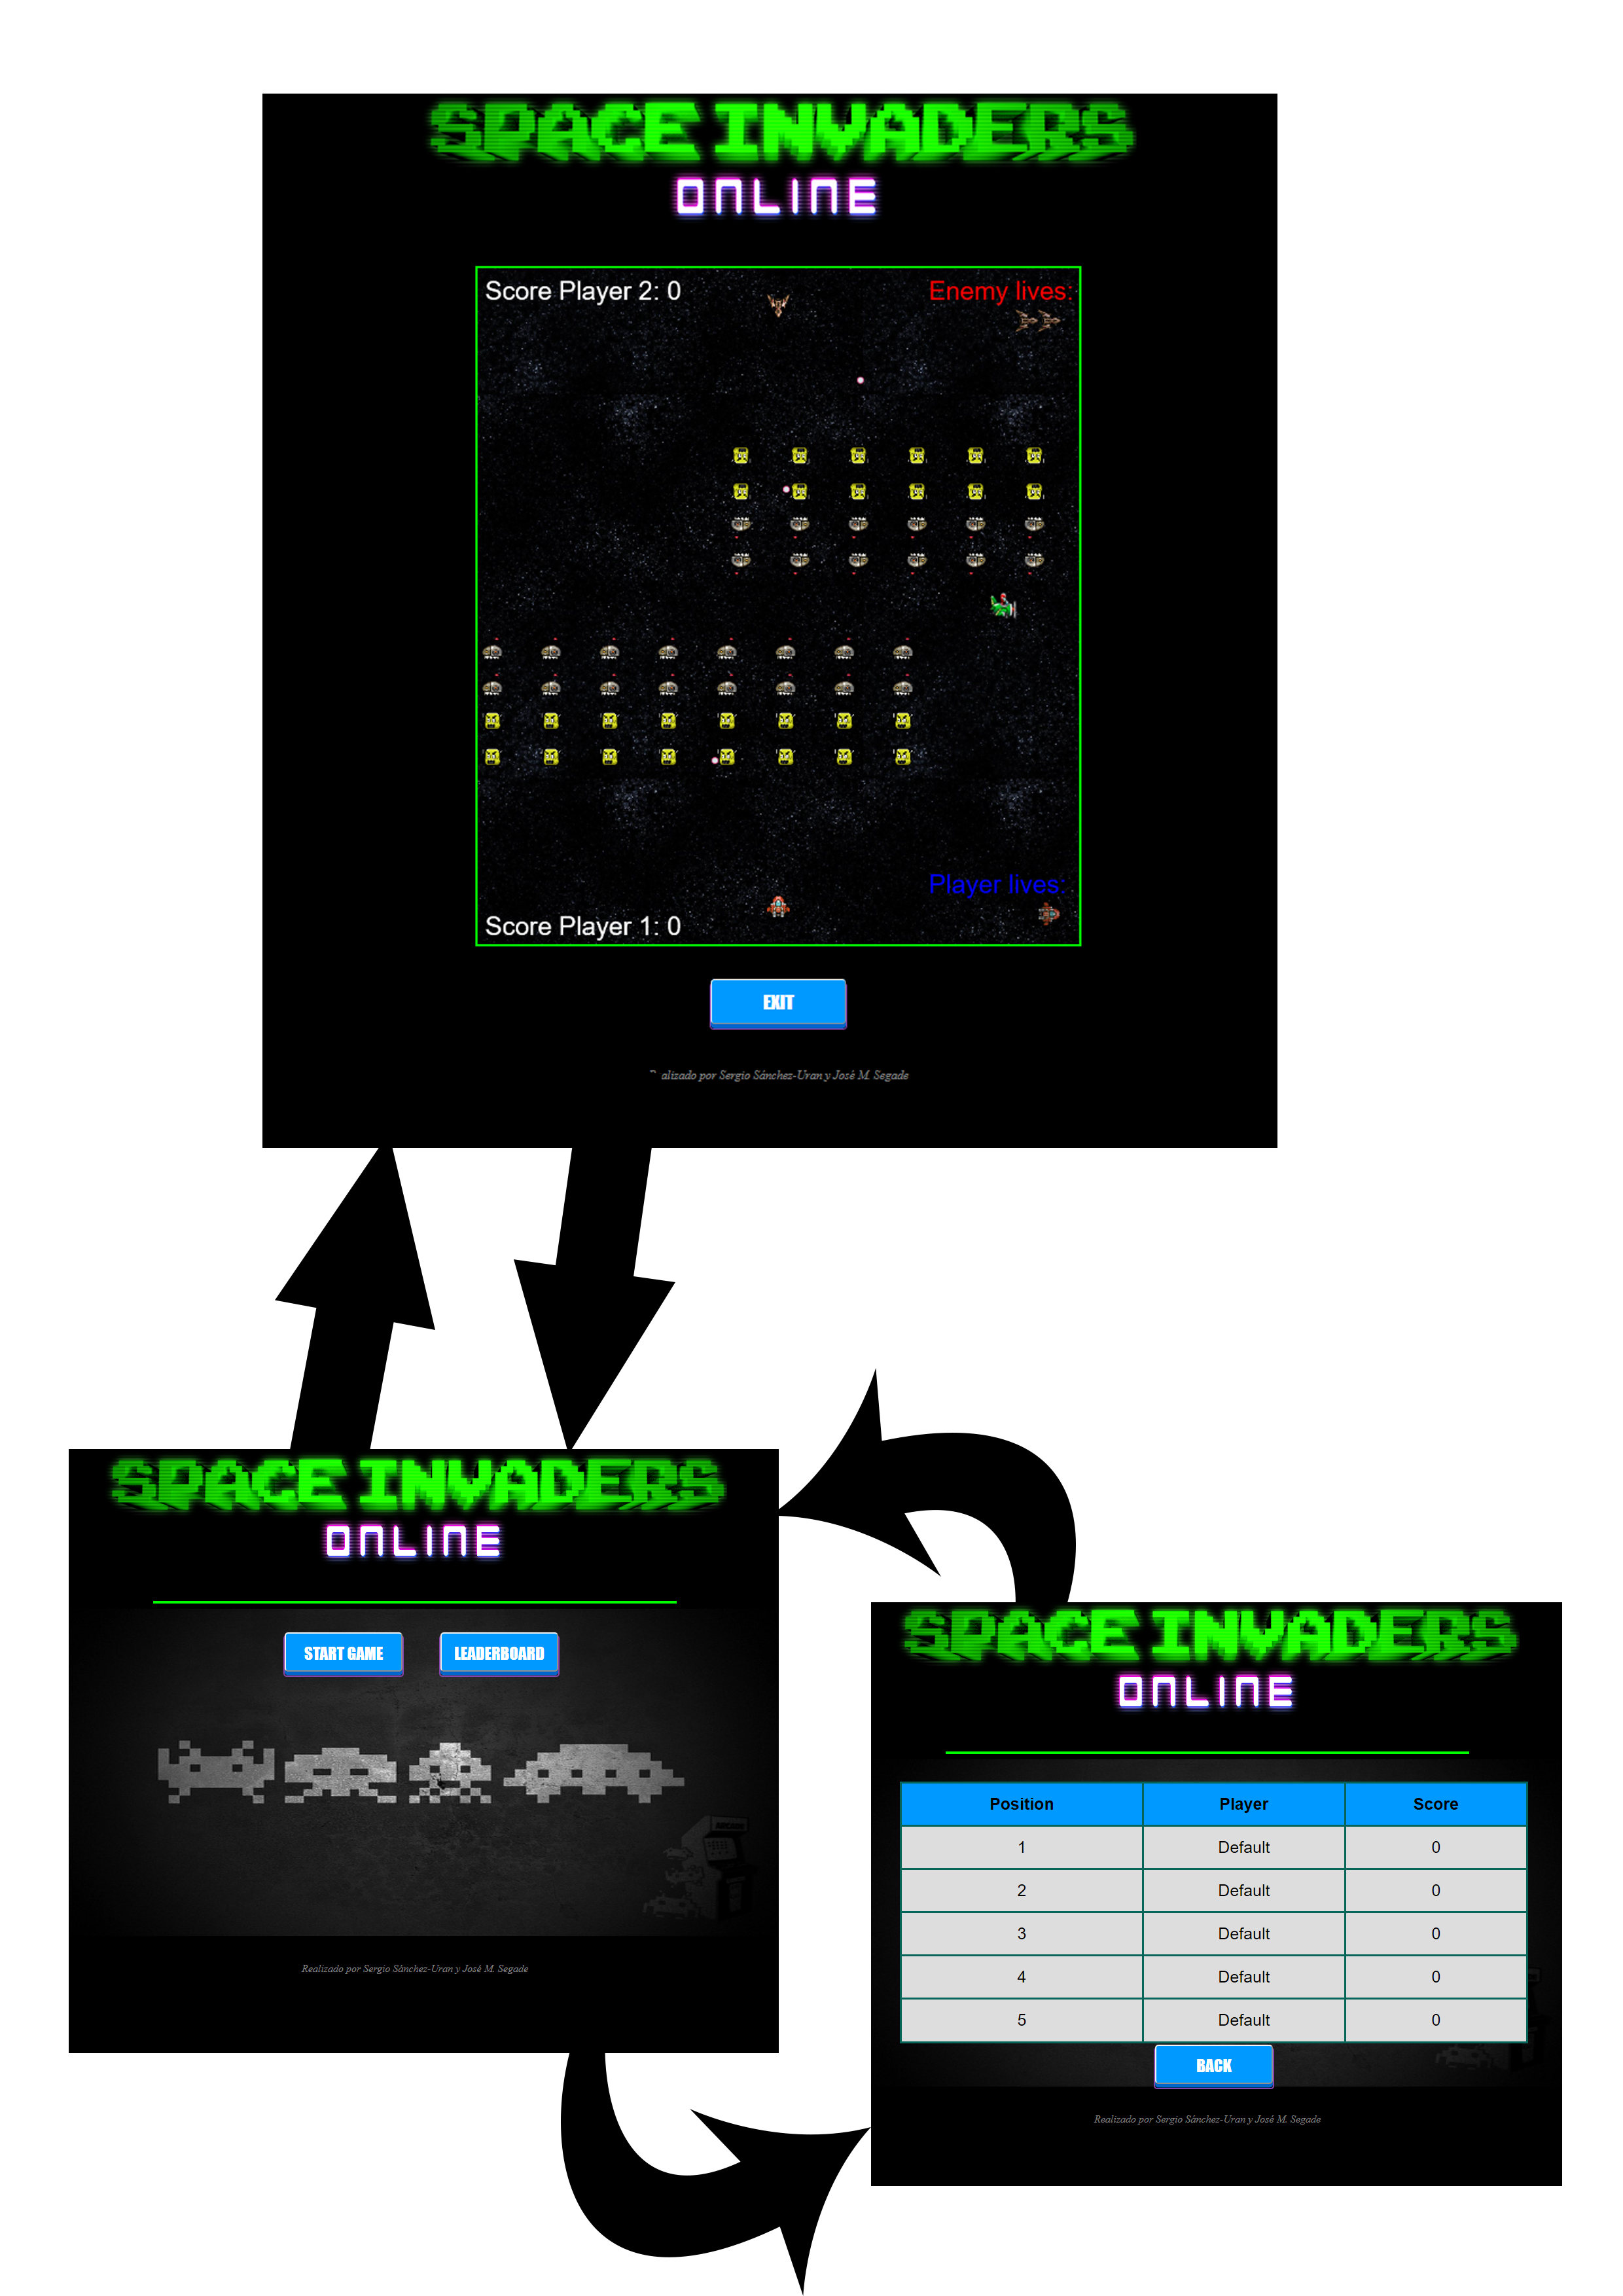 SPACE INVADERS
ONLINE
Score Player 2: 0
Enemy lives:
Player lives:
Score Player 1: 0
EXIT
alizado por Sergio Sánchez-Uran y José M. Segade
SPACE INVADERS
ONLINE
START GAME LEADERBOARD
ARCADE
Realizado por Sergio Sánchez-Uran y José M. Segade
SPACE INVADERS
ONLINE
Position Player Score
1 Default 0
2 Default 0
3 Default 0
4 Default 0
5 Default 0
BACK
Realizado por Sergio Sánchez-Uran y José M. Segade